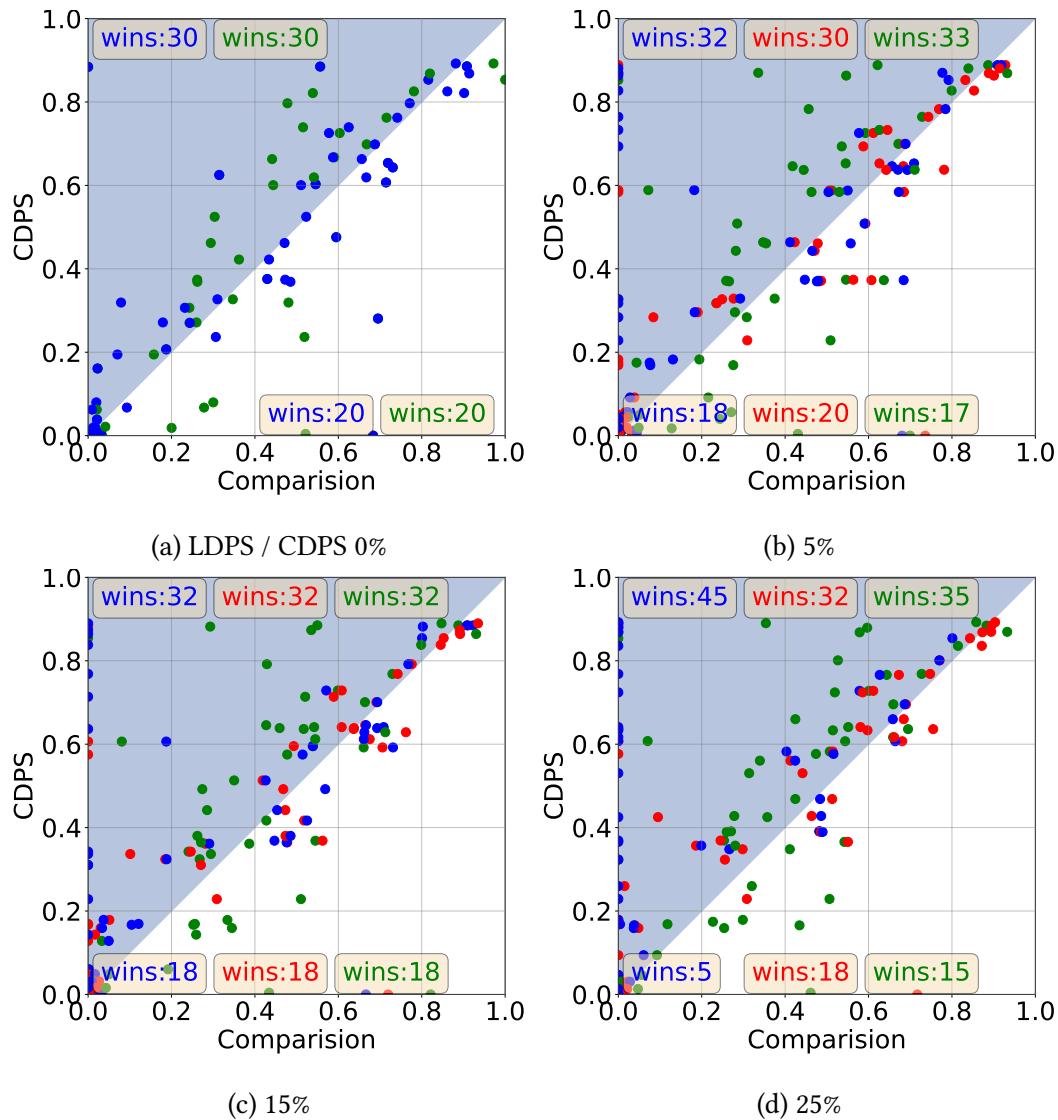 1.0 wins:30 wins:30
0.8
0.6
CDPS
0.4
0.2
0.0 wins:20 wins:20
0.0 0.2 0.4 0.6 0.8 1.0
Comparision
(a) LDPS / CDPS 0%
1.0 wins:32 wins:30 wins:33
0.8
0.6
CDPS
0.4
0.2
0.0 wins:18 wins:20 wins:17
0.0 0.2 0.4 0.6 0.8 1.0
Comparision
(b) 5%
1.0 wins:32 wins:32 wins:32
0.8
0.6
CDPS
0.4
0.2
0.0 wins:18 wins:18 wins:18
0.0 0.2 0.4 0.6 0.8 1.0
Comparision
(c) 15%
1.0 wins:45 wins:32 wins:35
0.8
0.6
CDPS
0.4
0.2
0.0 wins:5 wins:18 wins:15
0.0 0.2 0.4 0.6 0.8 1.0
Comparision
(d) 25%